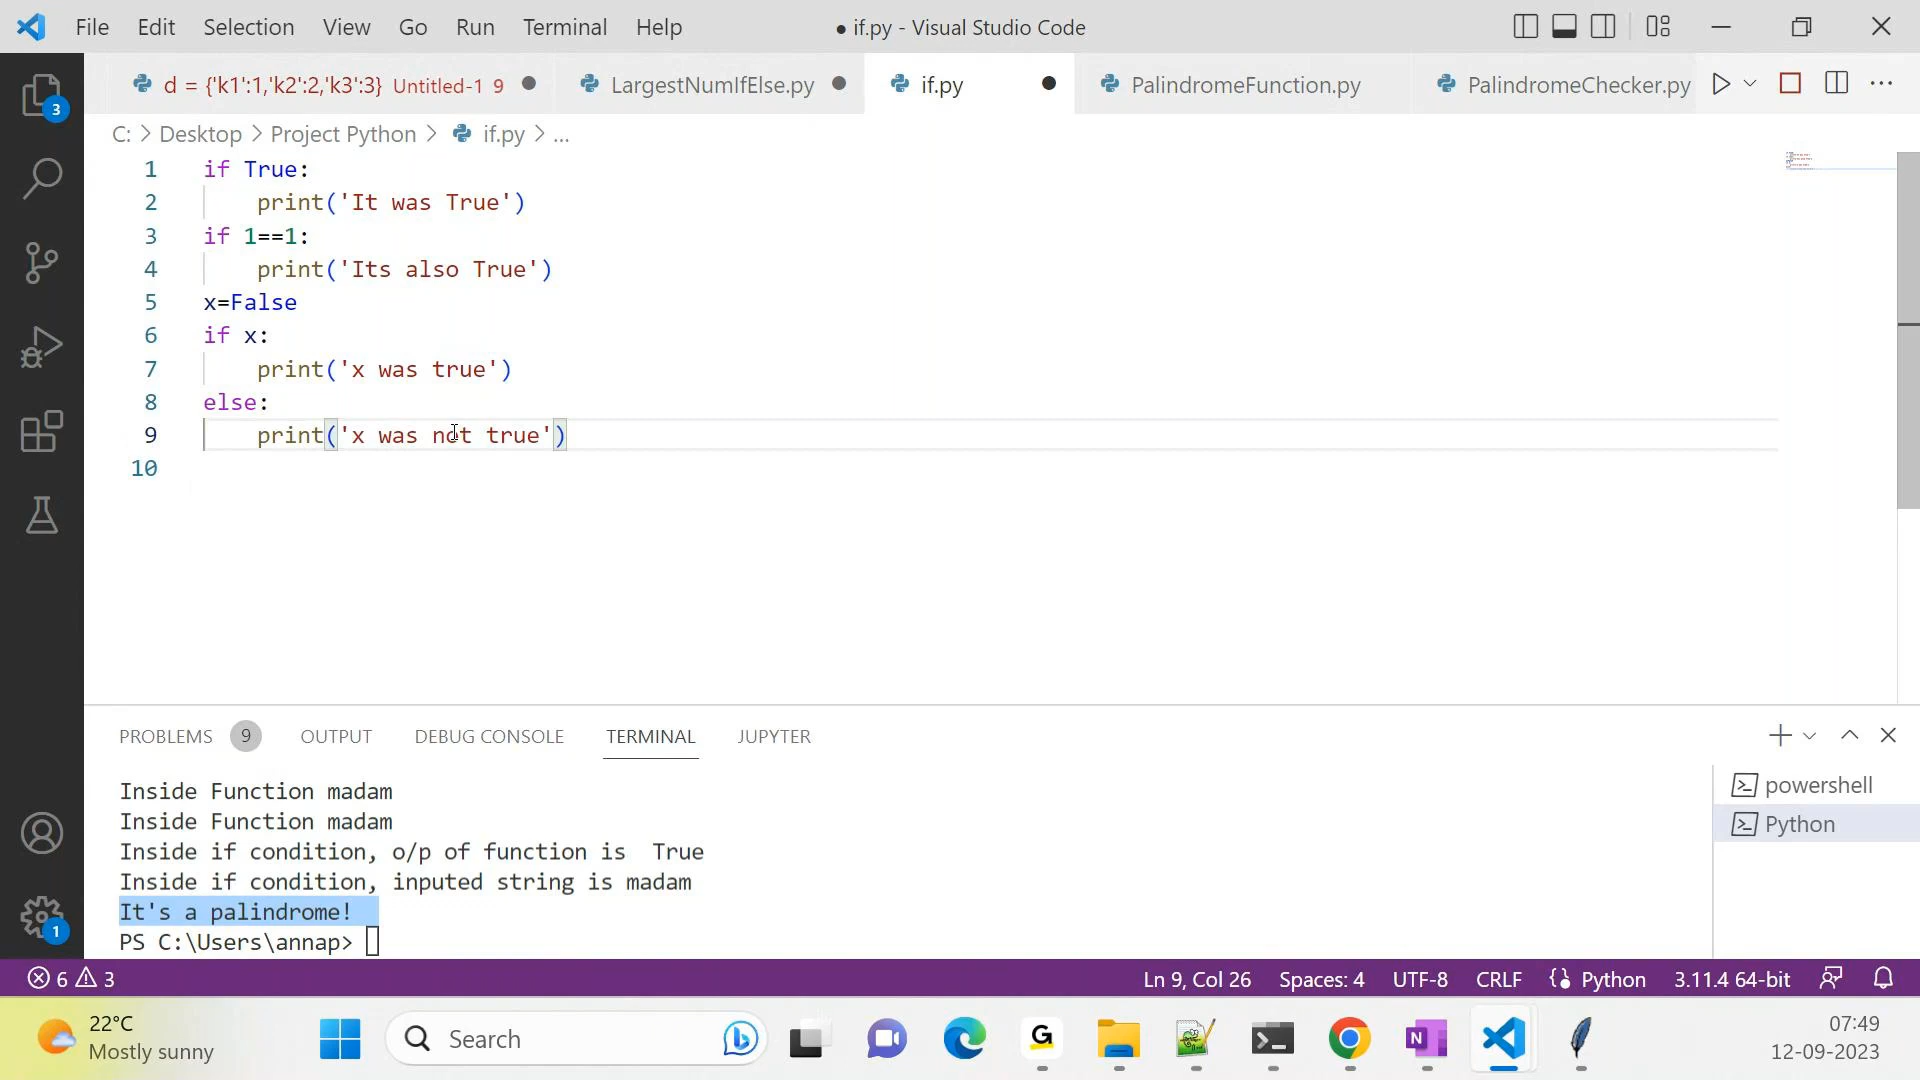 File Edit Selection View Go Run Terminal Help ● if.py - Visual Studio Code
d = {'k1':1,'k2':2,'k3':3} Untitled-1 9 LargestNumIfElse.py if.py PalindromeFunction.py PalindromeChecker.py
C: > Desktop > Project Python > if.py > ...
3
1 if True:
2 print('It was True')
3 if 1==1:
4 print('Its also True')
5 x=False
6 if x:
7 print('x was true')
8 else:
9 print('x was not true')
10
PROBLEMS 9 OUTPUT DEBUG CONSOLE TERMINAL JUPYTER
Inside Function madam
Inside Function madam
Inside if condition, o/p of function is  True
Inside if condition, inputed string is madam
It's a palindrome!
PS C:\Users\annap>
powershell
Python
1
6 3 Ln 9, Col 26 Spaces: 4 UTF-8 CRLF Python 3.11.4 64-bit
22°C
Mostly sunny
Search
G
N
07:49
12-09-2023